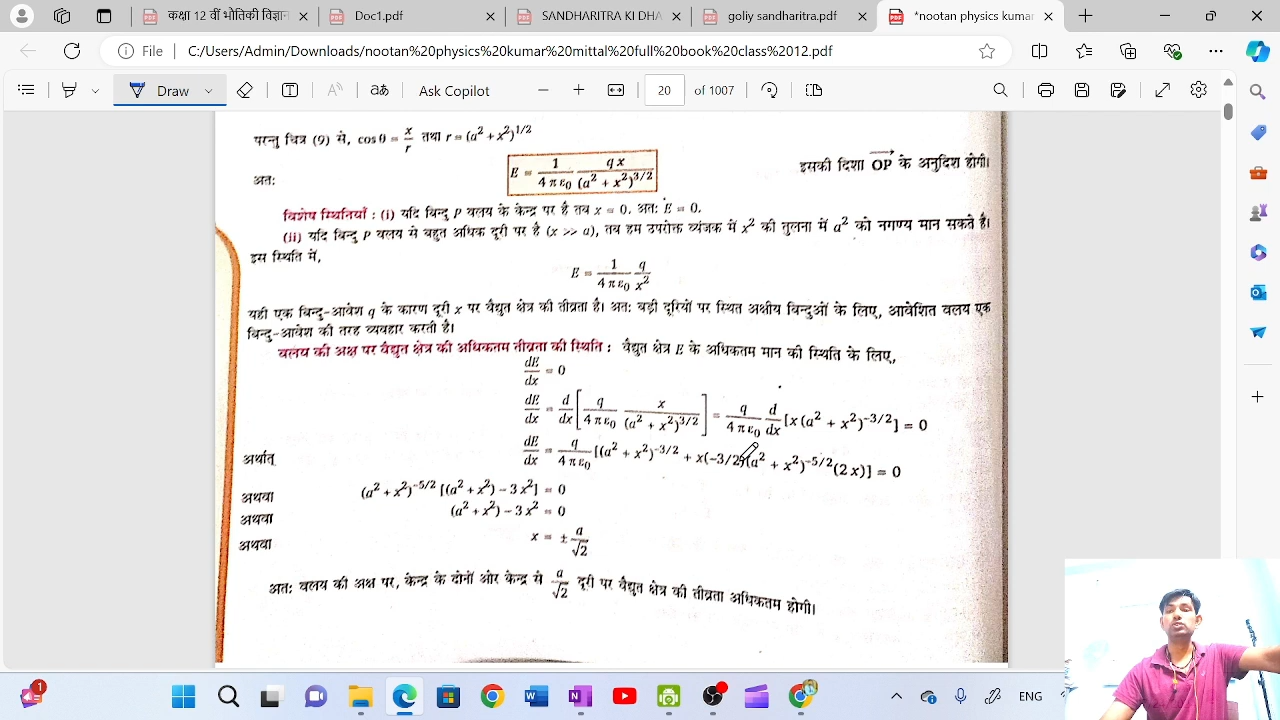 कक्षा 12 वीं भौतिकी विज्ञान
Doc1.pdf
SANDHARITRA KI DHA
goly sandharitra.pdf
*nootan physics kumar
File C:/Users/Admin/Downloads/nootan%20physics%20kumar%20mittal%20full%20book%20class%2012.pdf
Draw Ask Copilot 20 of 1007
परन्तु चित्र (9) से, cos θ = x/r तथा r = (a² + x²)^1/2
अतः E = 1/4πε₀ qx/(a² + x²)^3/2 इसकी दिशा OP के अनुदिश होगी।
विशेष स्थितियाँ : (i) यदि बिन्दु P वलय के केन्द्र पर है तब x = 0. अतः E = 0.
(ii) यदि बिन्दु P वलय से बहुत अधिक दूरी पर है (x >> a), तब हम उपरोक्त व्यंजक में x² की तुलना में a² को नगण्य मान सकते है।
इस स्थिति में,
E = 1/4πε₀ q/x²
यही एक बिन्दु-आवेश q के कारण दूरी x पर वैद्युत क्षेत्र की तीव्रता है। अतः बड़ी दूरियों पर स्थित अक्षीय बिन्दुओं के लिए, आवेशित वलय एक
बिन्दु-आवेश की तरह व्यवहार करती है।
वलय की अक्ष पर वैद्युत क्षेत्र की अधिकतम तीव्रता की स्थिति : वैद्युत क्षेत्र E के अधिकतम मान की स्थिति के लिए,
dE/dx = 0
dE/dx = d/dx [q/4πε₀ x/(a² + x²)^3/2] = q/4πε₀ d/dx [x(a² + x²)^-3/2] = 0
अर्थात् dE/dx = q/4πε₀ [(a² + x²)^-3/2 + x(-3/2)(a² + x²)^-5/2 (2x)] = 0
अथवा (a² + x²)^-5/2 [(a² + x²) - 3x²] = 0
अथवा (a² + x²) - 3x² = 0
अथवा x = ± a/√2
अतः वलय की अक्ष पर, केन्द्र के दोनों ओर केन्द्र से a/√2 दूरी पर वैद्युत क्षेत्र की तीव्रता अधिकतम होगी।
1
ENG